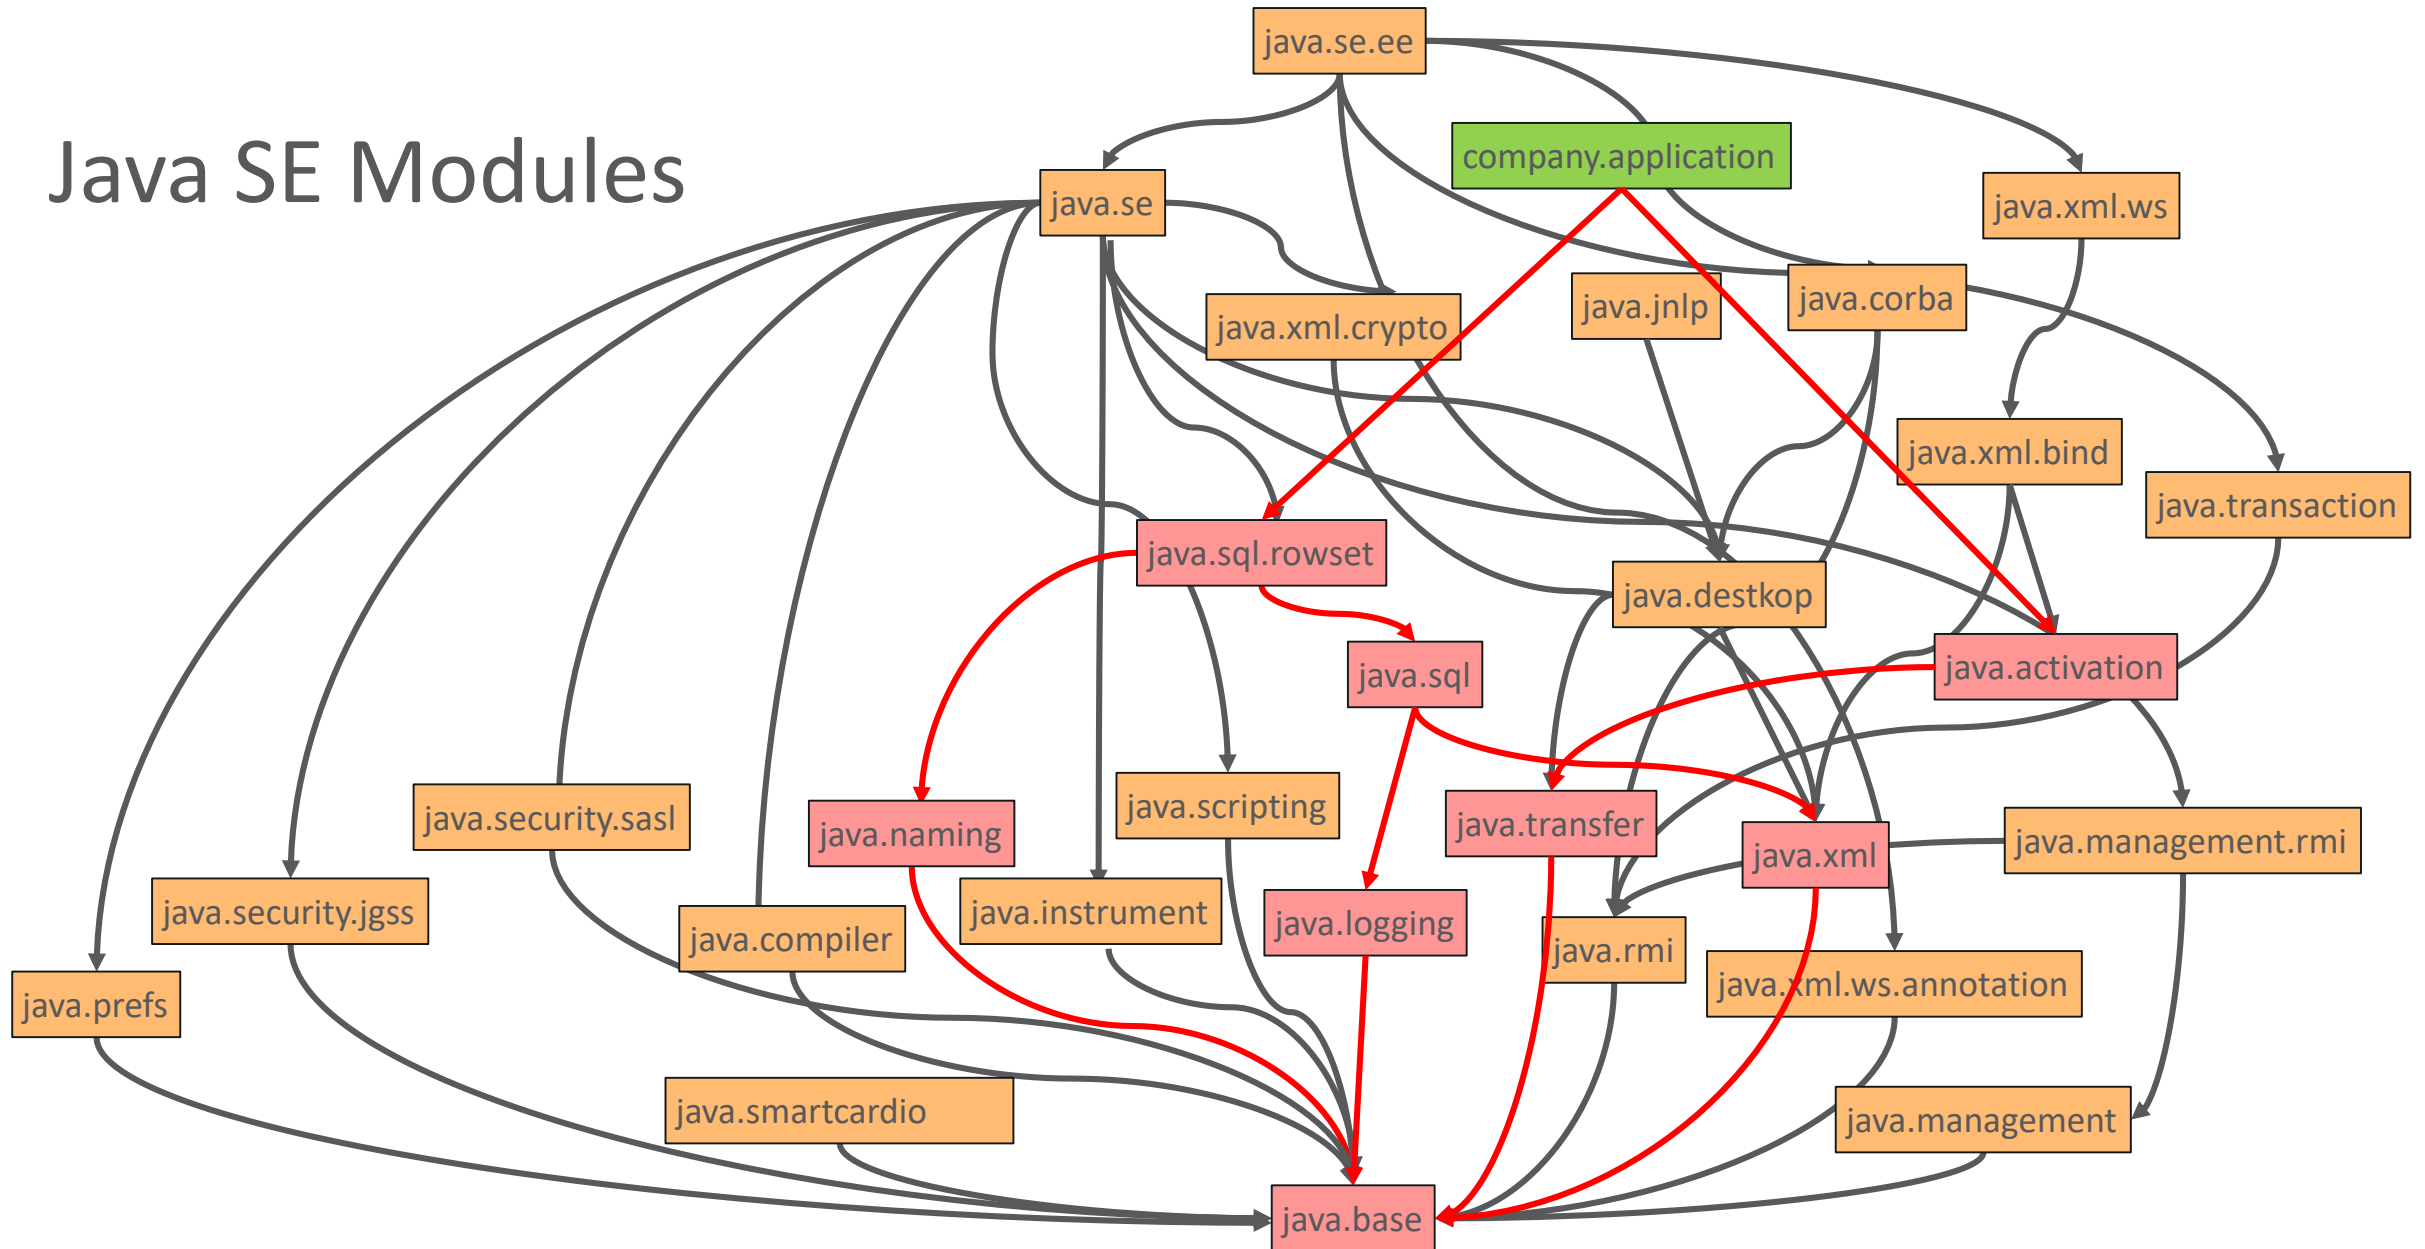 java.se.ee
company.application
Java SE Modules
java.se
java.xml.ws
java.xml.crypto
java.jnlp
java.corba
java.xml.bind
java.transaction
java.sql.rowset
java.destkop
java.sql
java.activation
java.security.sasl
java.naming
java.scripting
java.transfer
java.xml
java.management.rmi
java.security.jgss
java.compiler
java.instrument
java.logging
java.rmi
java.xml.ws.annotation
java.prefs
java.smartcardio
java.management
java.base